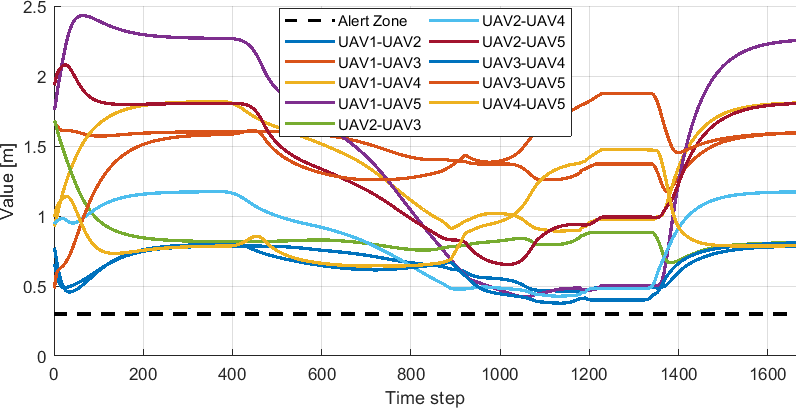 2.5
2
1.5
1
0.5
0
Value [m]
0
200
400
600
800
1000
1200
1400
1600
Time step
Alert Zone
UAV1-UAV2
UAV1-UAV3
UAV1-UAV4
UAV1-UAV5
UAV2-UAV3
UAV2-UAV4
UAV2-UAV5
UAV3-UAV4
UAV3-UAV5
UAV4-UAV5